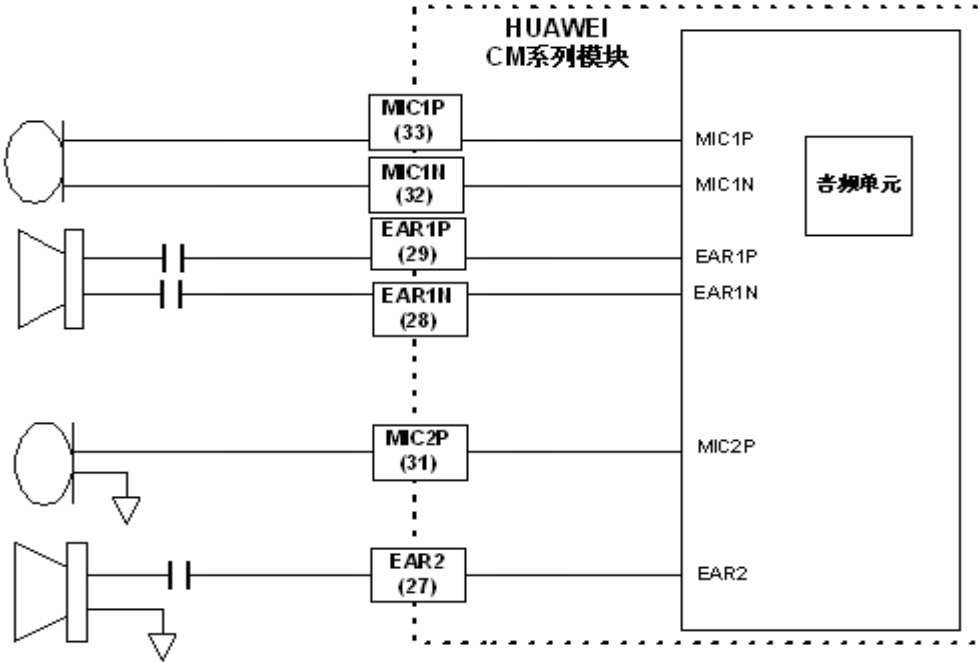 HUAWEI
CM系列模块
MIC1P
(33)
MIC1P
MIC1N
(32)
MIC1N
音频单元
EAR1P
(29)
EAR1P
EAR1N
(28)
EAR1N
MIC2P
(31)
MIC2P
EAR2
(27)
EAR2